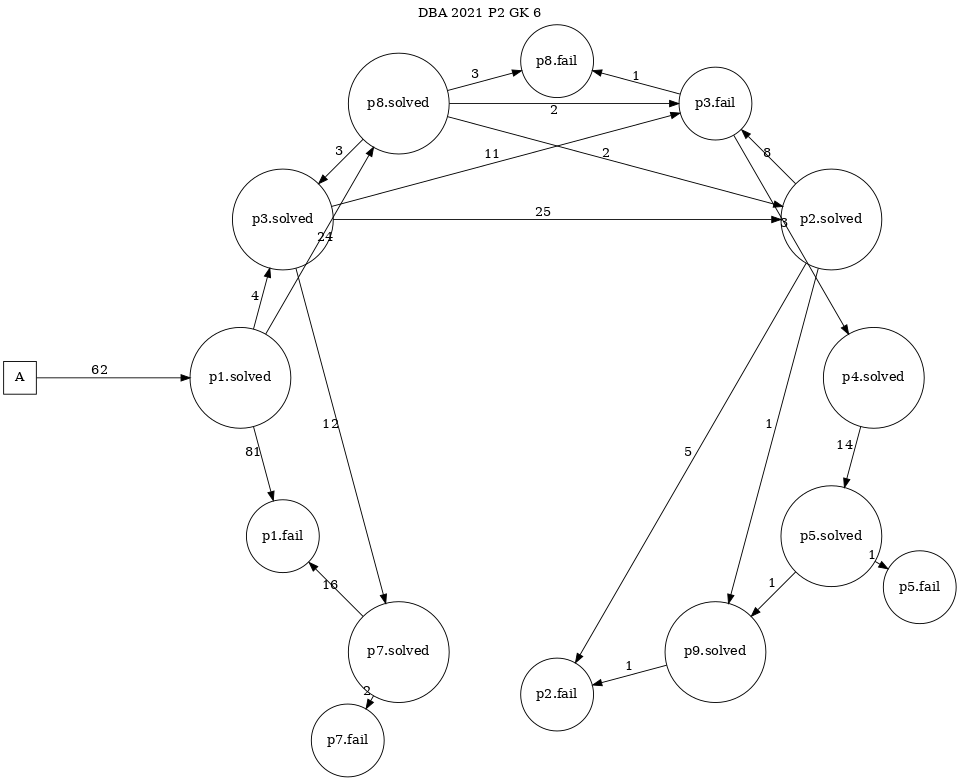 DBA 2021 P2 GK 6
p8.fail
3
1
p8.solved
p3.fail
2
3
11
2
8
p3.solved
25
p2.solved
3
24
4
A
62
p1.solved
p4.solved
12
1
81
5
14
p1.fail
p5.solved
1
p5.fail
16
1
p7.solved
p9.solved
1
2
p2.fail
p7.fail